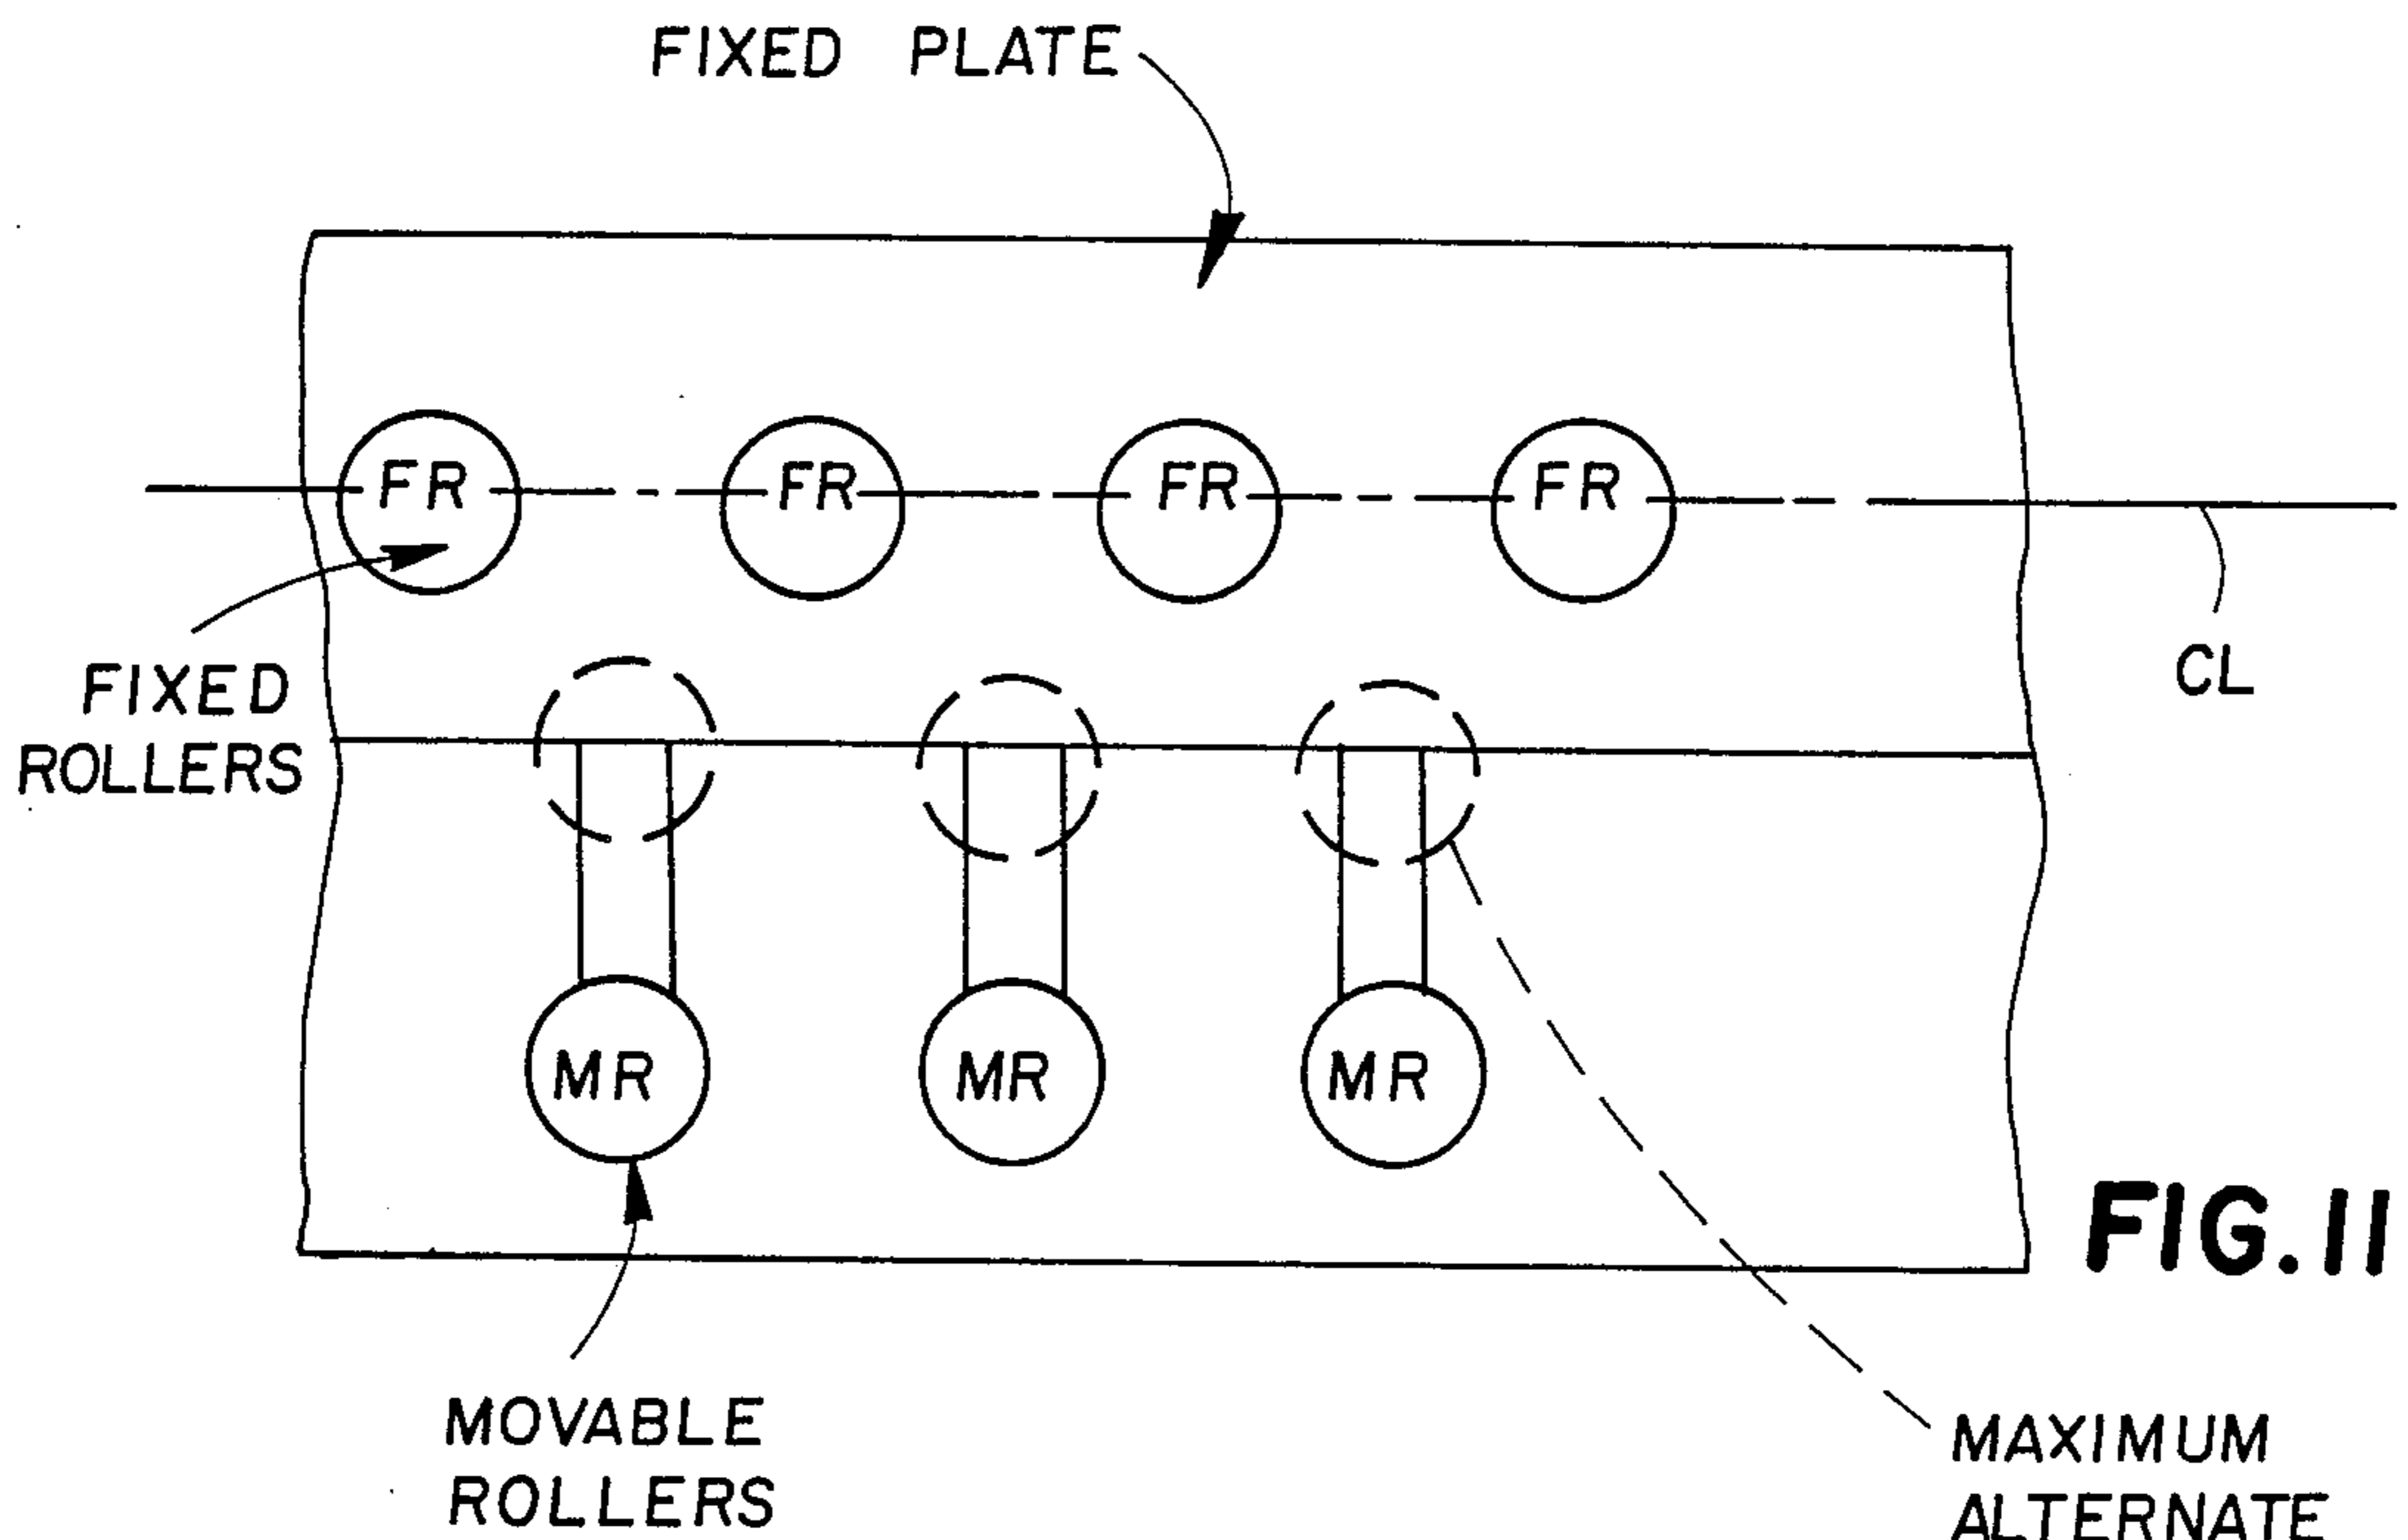 FIXED PLATE
FR FR FR FR
FIXED
ROLLERS
CL
MR MR MR
FIG.11
MOVABLE
ROLLERS
MAXIMUM
ALTERNATE